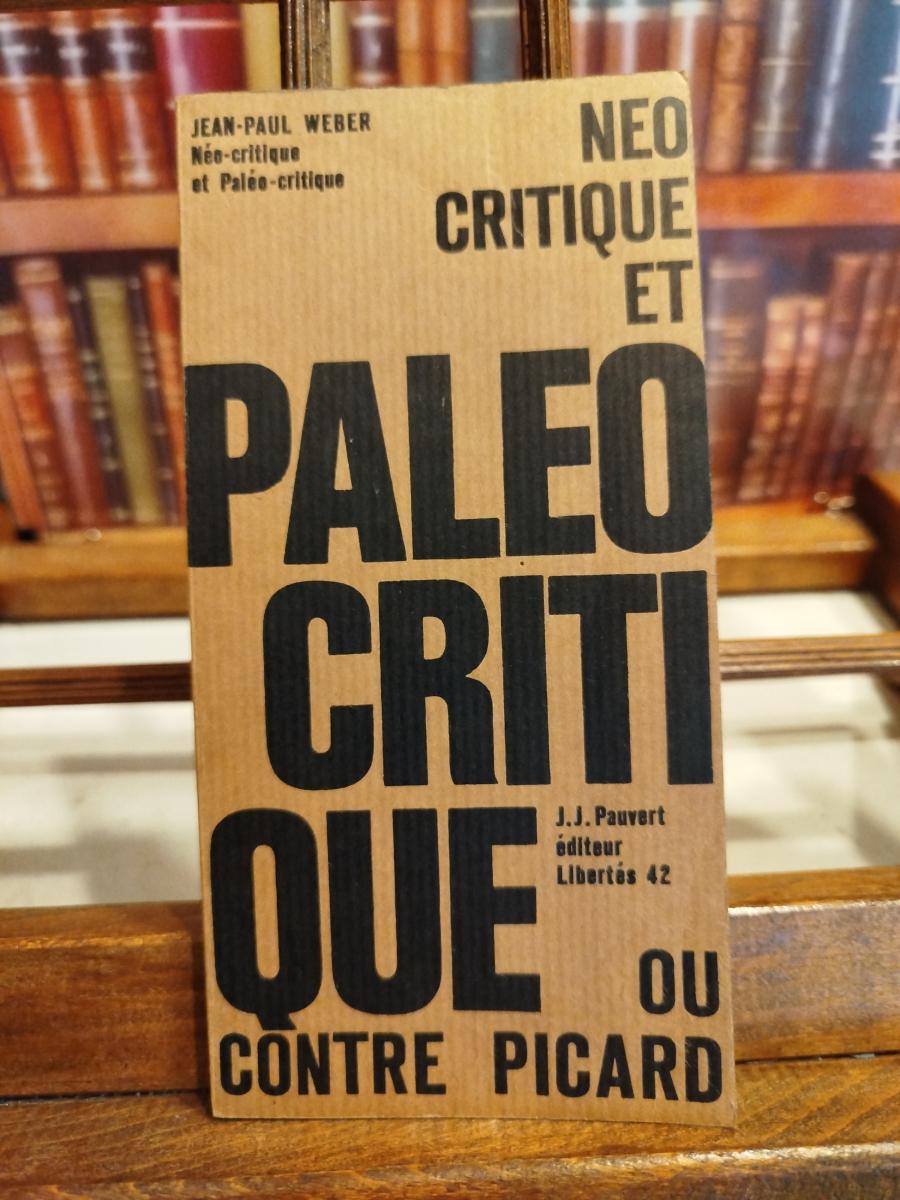 JEAN-PAUL WEBER
Néo-critique
et Paléo-critique
NEO
CRITIQUE
ET
PALEO
CRITI
QUE
J.J. Pauvert
éditeur
Libertés 42
OU
CONTRE PICARD